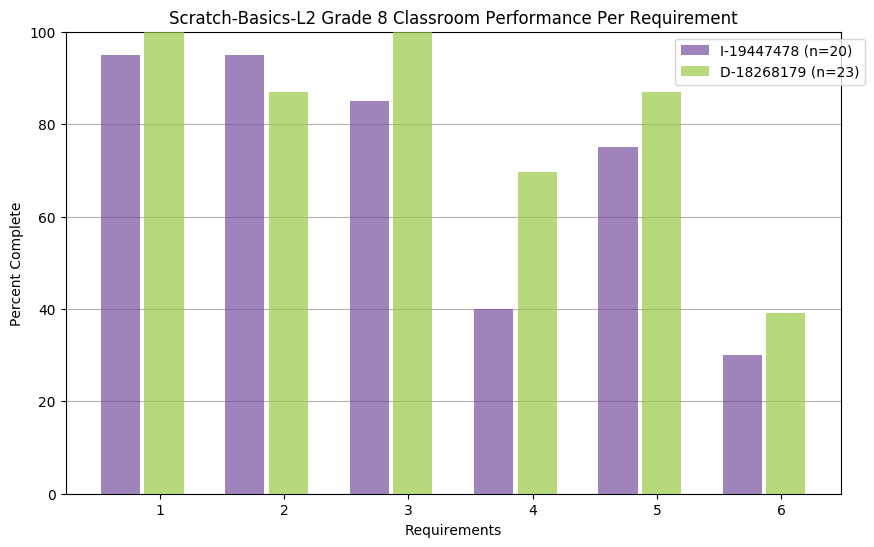 Scratch-Basics-L2 Grade 8 Classroom Performance Per Requirement
I-19447478 (n=20)
D-18268179 (n=23)
Percent Complete
100
80
60
40
20
0
1 2 3 4 5 6
Requirements